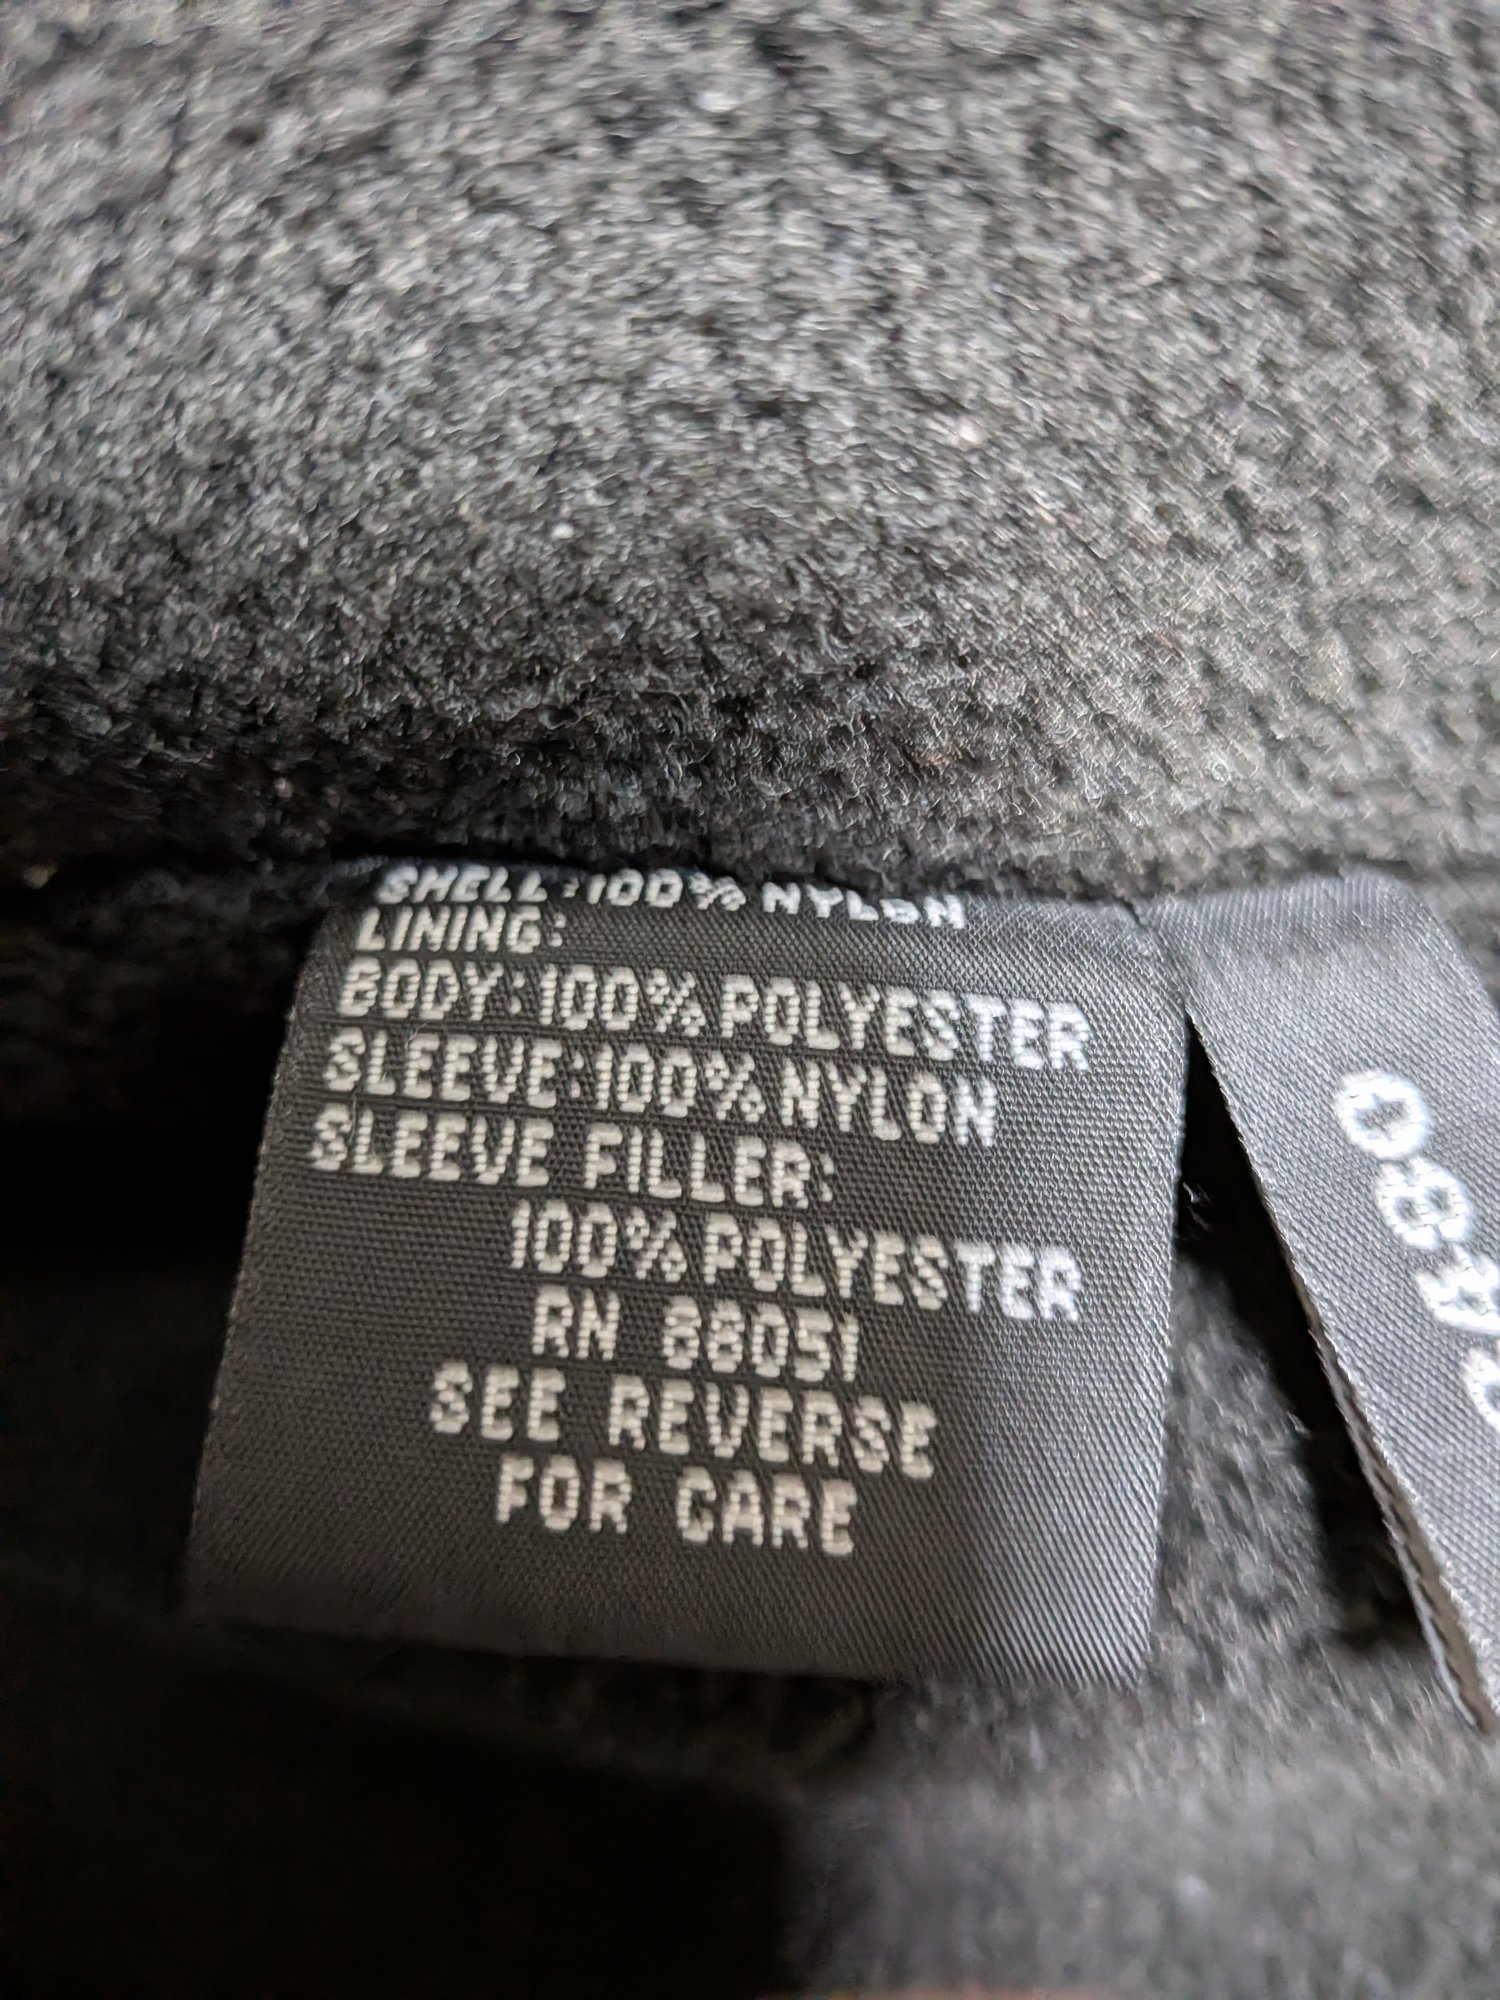 SHELL:100% NYLON
LINING:
BODY:100% POLYESTER
SLEEVE:100% NYLON
SLEEVE FILLER:
100% POLYESTER
RN 88051
SEE REVERSE
FOR CARE